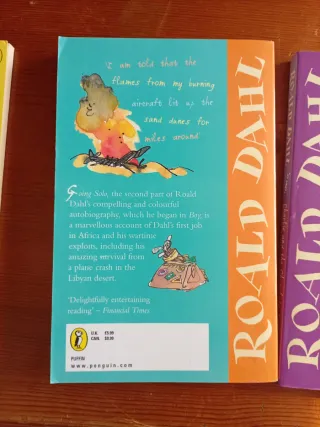 'I am told that the
flames from my burning
aircraft lit up the
sand dunes for
miles around'
Going Solo, the second part of Roald
Dahl's compelling and colourful
autobiography, which he began in Boy, is
a marvellous account of Dahl's first job
in Africa and his wartime
exploits, including his
amazing survival from
a plane crash in the
Libyan desert.
'Delightfully entertaining
reading' – Financial Times
U.K. £5.99
CAN.
PUFFIN
www.penguin.com
ROALD DAHL
ROALD DAHL